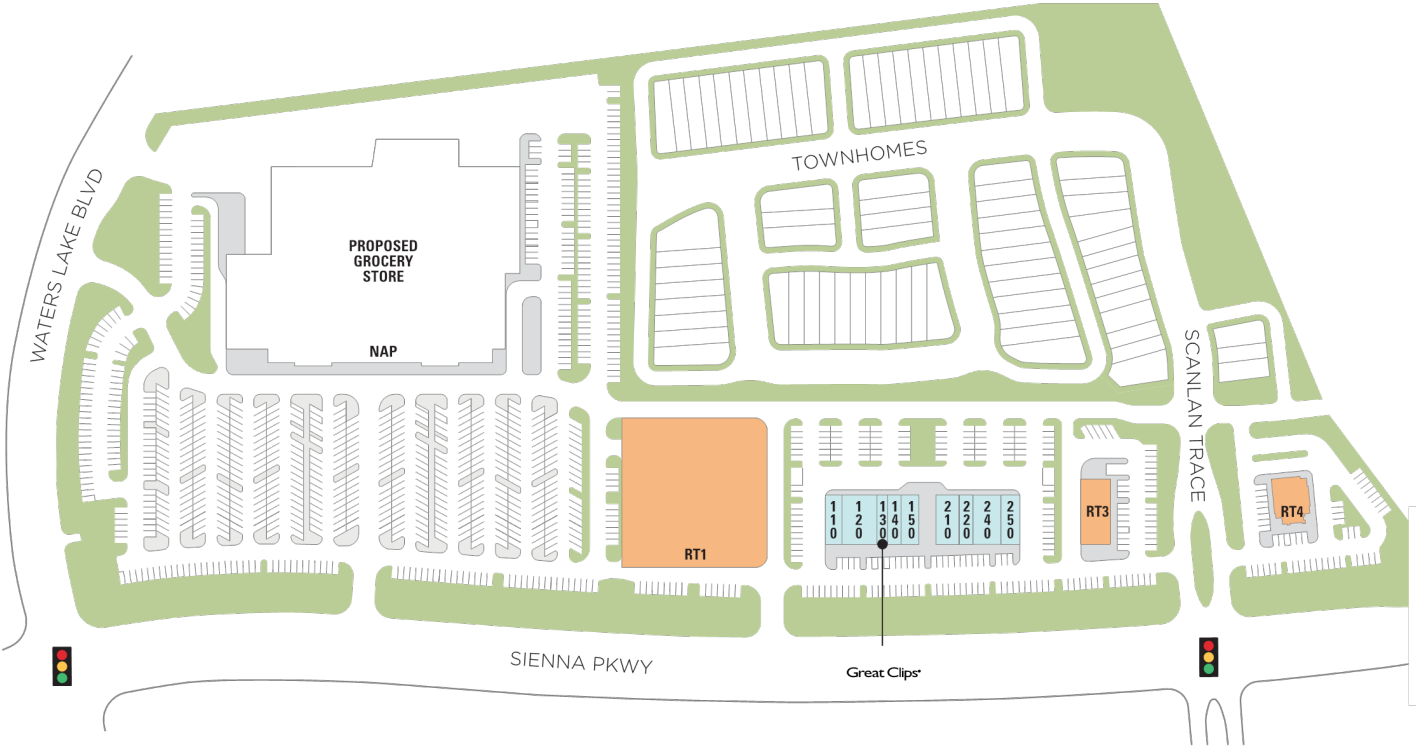 TOWNHOMES
WATERS LAKE BLVD
PROPOSED
GROCERY
STORE
NAP
SCANLAN TRACE
RT1
110
120
130
140
150
210
220
240
250
RT3
RT4
SIENNA PKWY
Great Clips®